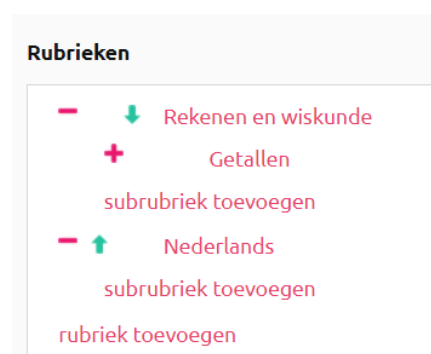 Rubrieken
Rekenen en wiskunde
Getallen
subrubriek toevoegen
Nederlands
subrubriek toevoegen
rubriek toevoegen